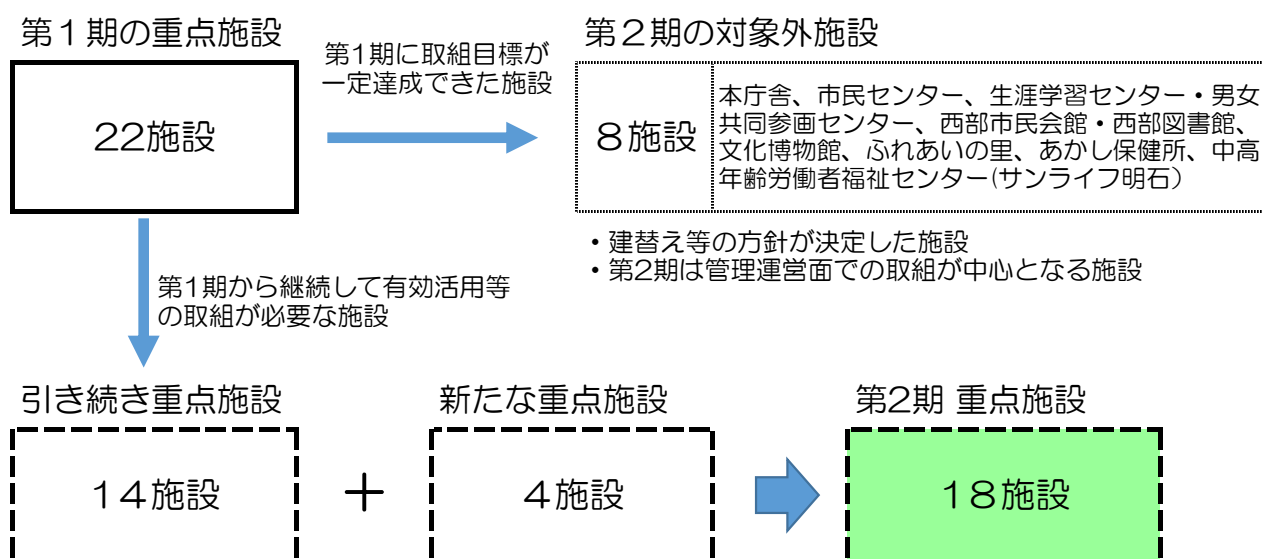 第１期の重点施設
22施設
第1期に取組目標が
一定達成できた施設
第２期の対象外施設
８施設
本庁舎、市民センター、生涯学習センター・男女
共同参画センター、西部市民会館・西部図書館、
文化博物館、ふれあいの里、あかし保健所、中高
年齢労働者福祉センター(サンライフ明石）
・建替え等の方針が決定した施設
・第2期は管理運営面での取組が中心となる施設
第1期から継続して有効活用等
の取組が必要な施設
引き続き重点施設
１４施設
＋
新たな重点施設
４施設
第2期 重点施設
１８施設